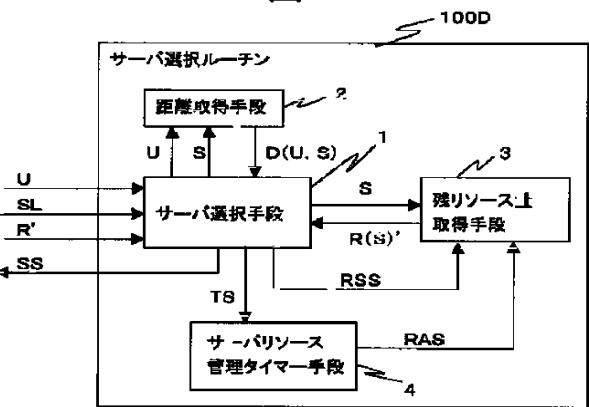 100D
サーバ選択ルーチン
距離取得手段
2
U
S
D(U、S)
1
3
U
SL
R'
SS
サーバ選択手段
S
R(S)'
残リソース量
取得手段
RSS
TS
サーバリソース
管理タイマー手段
RAS
4